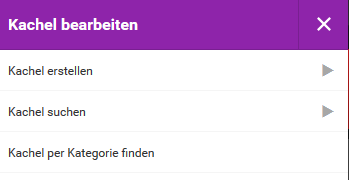 Kachel bearbeiten
Kachel erstellen
Kachel suchen
Kachel per Kategorie finden